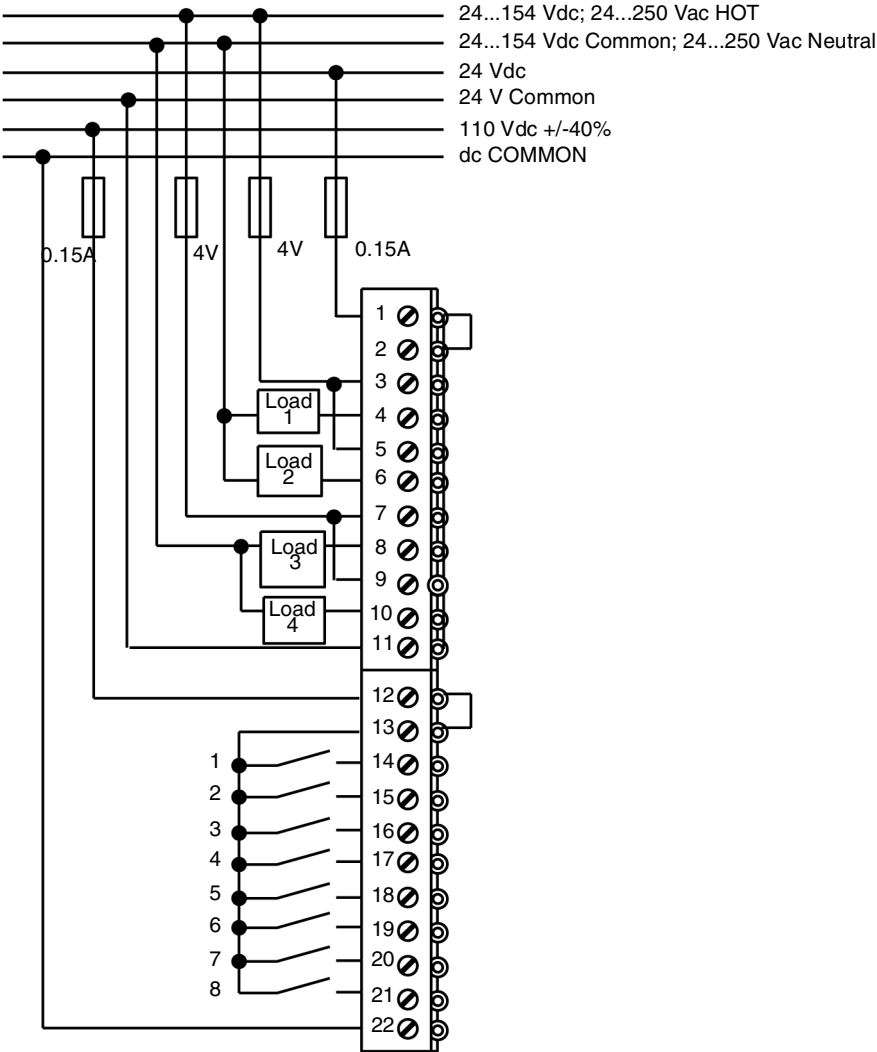 24...154 Vdc; 24...250 Vac HOT
24...154 Vdc Common; 24...250 Vac Neutral
24 Vdc
24 V Common
110 Vdc +/-40%
dc COMMON
0.15A
4V
4V
0.15A
1
2
3
Load
1
4
5
Load
2
6
7
8
Load
3
9
Load
4
10
11
12
13
1
14
2
15
3
16
4
17
5
18
6
19
7
20
8
21
22